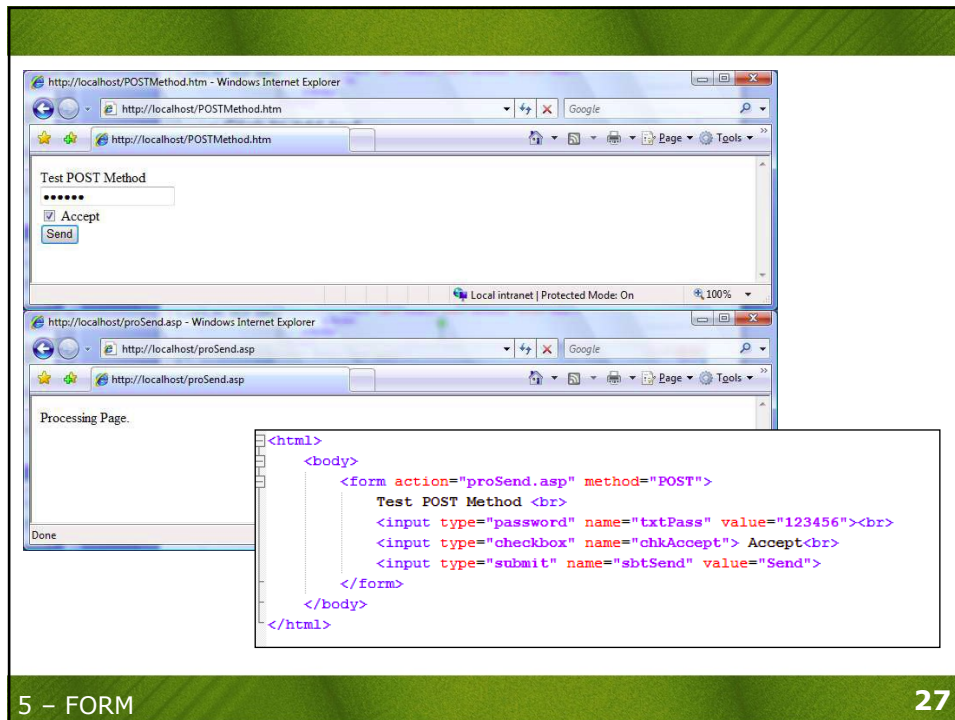 http://localhost/POSTMethod.htm - Windows Internet Explorer
http://localhost/POSTMethod.htm Google
http://localhost/POSTMethod.htm Page Tools »
Test POST Method
••••••
Accept
Send
Local intranet | Protected Mode: On 100%
http://localhost/proSend.asp - Windows Internet Explorer
http://localhost/proSend.asp Google
http://localhost/proSend.asp Page Tools »
Processing Page.
Done
<html>
<body>
<form action="proSend.asp" method="POST">
Test POST Method <br>
<input type="password" name="txtPass" value="123456"><br>
<input type="checkbox" name="chkAccept"> Accept<br>
<input type="submit" name="sbtSend" value="Send">
</form>
</body>
</html>
5 – FORM 27